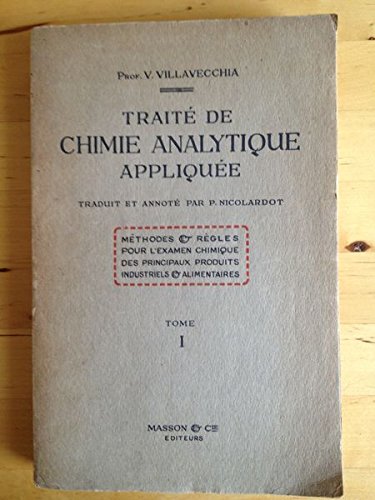 PROF. V. VILLAVECCHIA
TRAITÉ DE
CHIMIE ANALYTIQUE
APPLIQUÉE
TRADUIT ET ANNOTÉ PAR P. NICOLARDOT
MÉTHODES & RÈGLES
POUR L'EXAMEN CHIMIQUE
DES PRINCIPAUX PRODUITS
INDUSTRIELS & ALIMENTAIRES
TOME
I
MASSON & CIE
EDITEURS